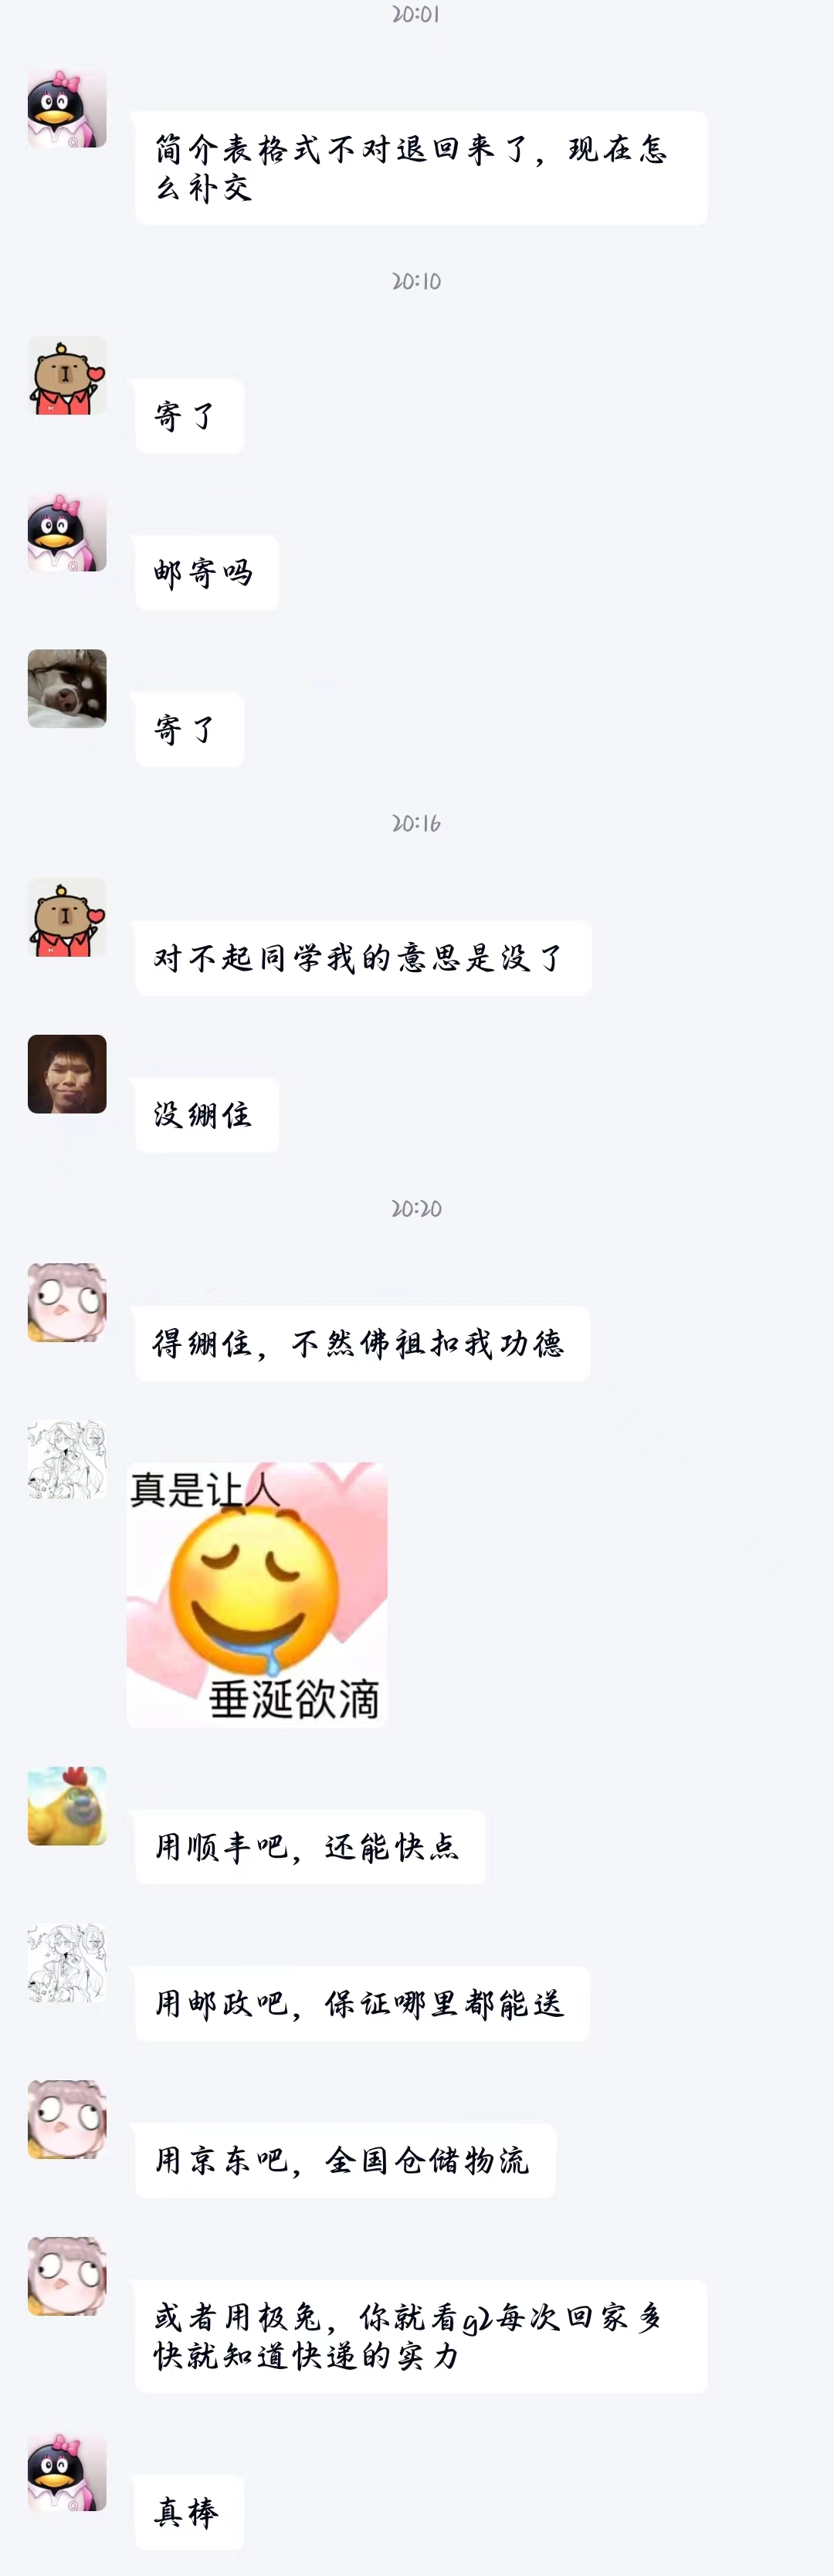 20:01
简介表格式不对退回来了，现在怎
么补交
20:10
寄了
邮寄吗
寄了
20:16
对不起同学我的意思是没了
没绷住
20:20
得绷住，不然佛祖扣我功德
真是让人
垂涎欲滴
用顺丰吧，还能快点
用邮政吧，保证哪里都能送
用京东吧，全国仓储物流
或者用极兔，你就看g2每次回家多
快就知道快递的实力
真棒